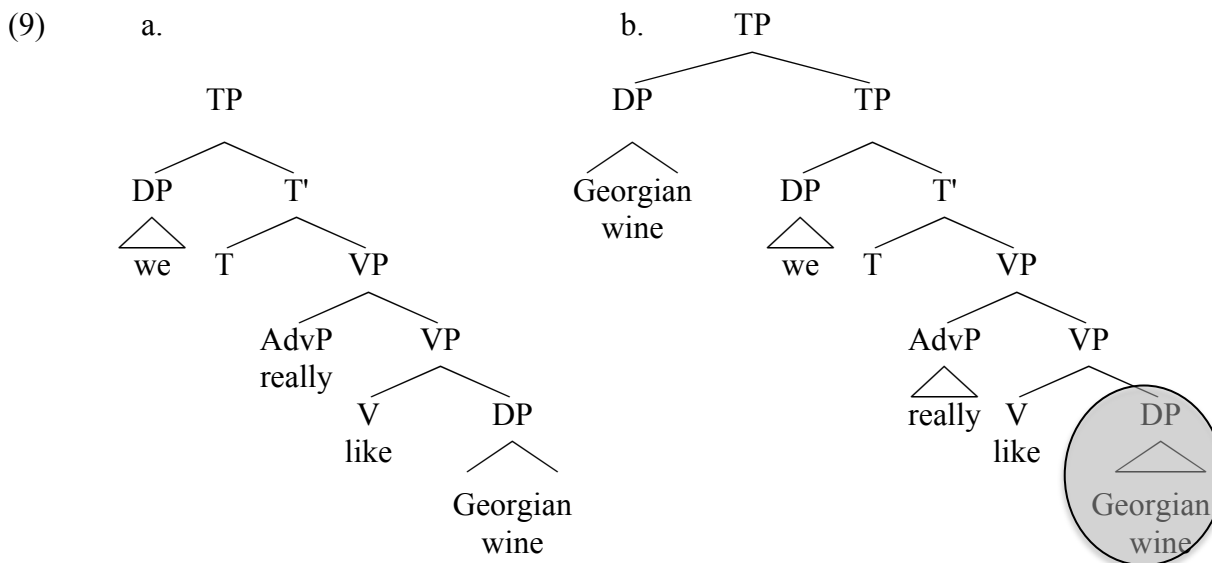 (9) a. b. TP
TP DP TP
DP T' Georgian wine DP T'
we T VP we T VP
AdvP really VP AdvP VP
V like DP really V like DP
Georgian wine Georgian wine